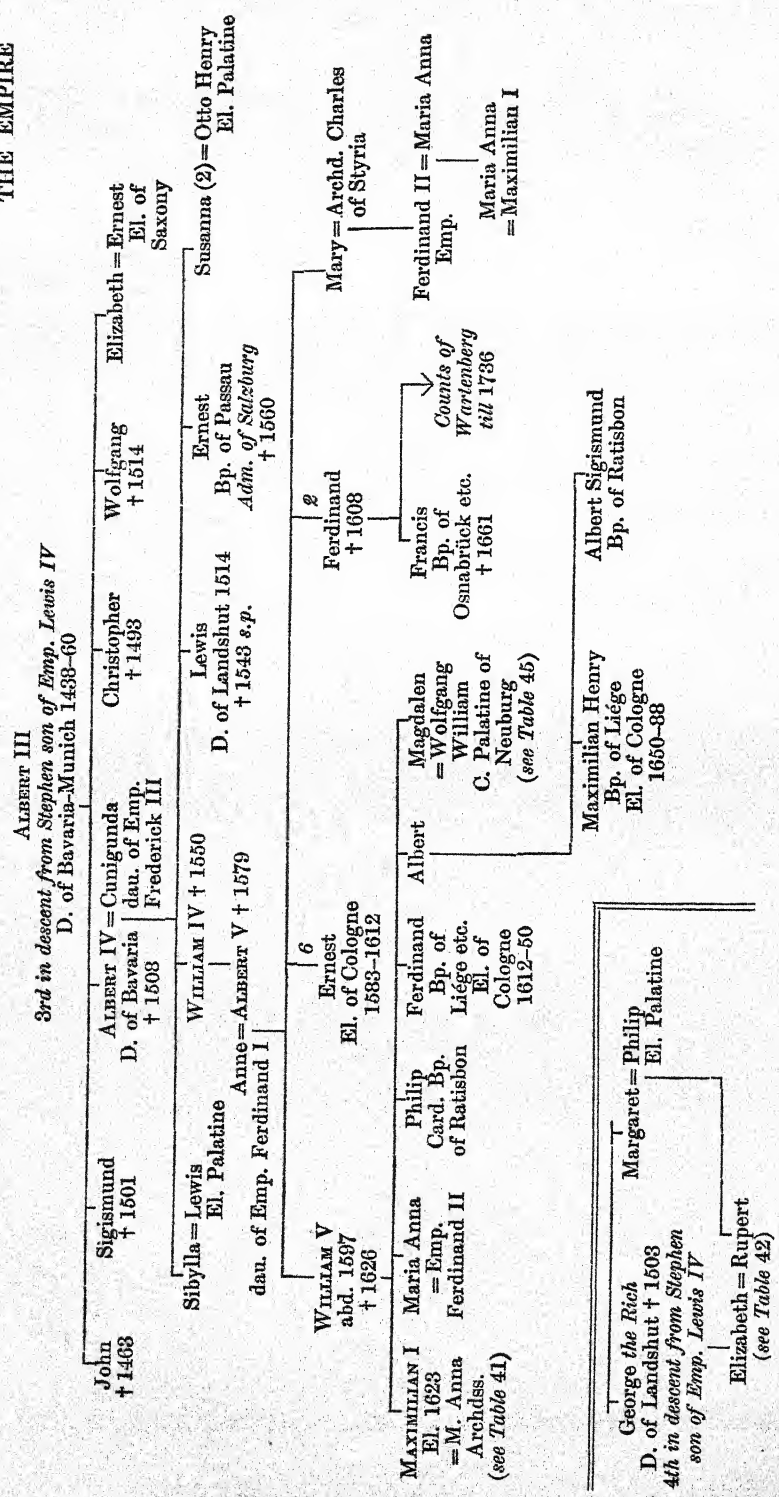 THE EMPIRE
ALBERT III
3rd in descent from Stephen son of Emp. Lewis IV
D. of Bavaria-Munich 1438–60
John
† 1463
Sigismund
† 1501
ALBERT IV = Cunigunda
D. of Bavaria
† 1508
dau. of Emp.
Frederick III
Christopher
† 1493
Wolfgang
† 1514
Elizabeth = Ernest
El. of
Saxony
Sibylla = Lewis
El. Palatine
WILLIAM IV † 1550
Lewis
D. of Landshut 1514
† 1543 s.p.
Ernest
Bp. of Passau
Adm. of Salzburg
† 1560
Susanna (2) = Otto Henry
El. Palatine
Anne = ALBERT V † 1579
dau. of Emp. Ferdinand I
WILLIAM V
abd. 1597
† 1626
6
Ernest
El. of Cologne
1583–1612
2
Ferdinand
† 1608
Mary = Archd. Charles
of Styria
MAXIMILIAN I
El. 1623
= M. Anna
Archdss.
(see Table 41)
Maria Anna
= Emp.
Ferdinand II
Philip
Card. Bp.
of Ratisbon
Ferdinand
Bp. of
Liége etc.
El. of
Cologne
1612–50
Albert
Magdalen
= Wolfgang
William
C. Palatine of
Neuburg
(see Table 45)
Francis
Bp. of
Osnabrück etc.
† 1661
Counts of
Wartenberg
till 1736
Ferdinand II = Maria Anna
Emp.
Maria Anna
= Maximilian I
Maximilian Henry
Bp. of Liége
El. of Cologne
1650–88
Albert Sigismund
Bp. of Ratisbon
George the Rich
D. of Landshut † 1503
4th in descent from Stephen
son of Emp. Lewis IV
Margaret = Philip
El. Palatine
Elizabeth = Rupert
(see Table 42)